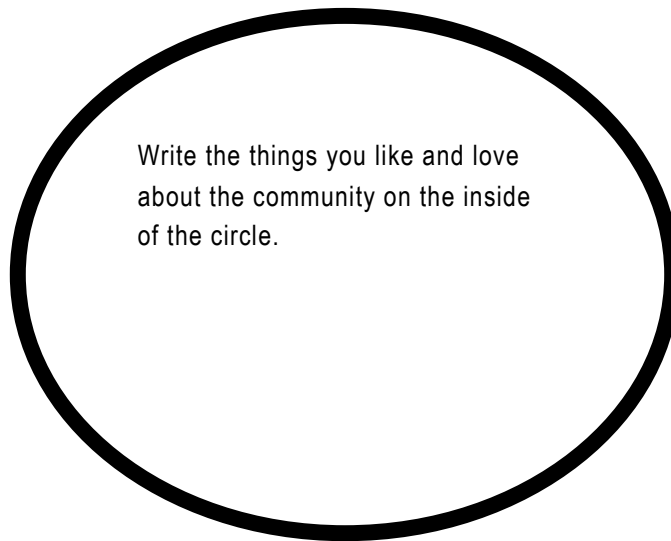 Write the things you like and love
about the community on the inside
of the circle.